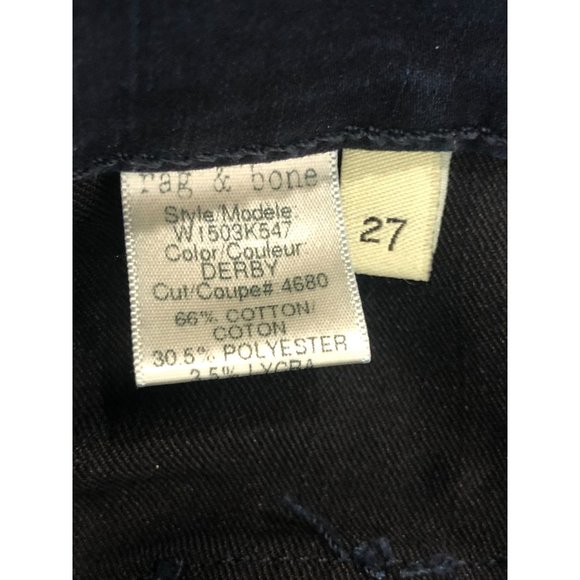 rag & bone
Style/Modele:
W1503K547
Color/Couleur
DERBY
Cut/Coupe# 4680
66% COTTON/
COTON
30.5% POLYESTER
3.5% LYCRA
27